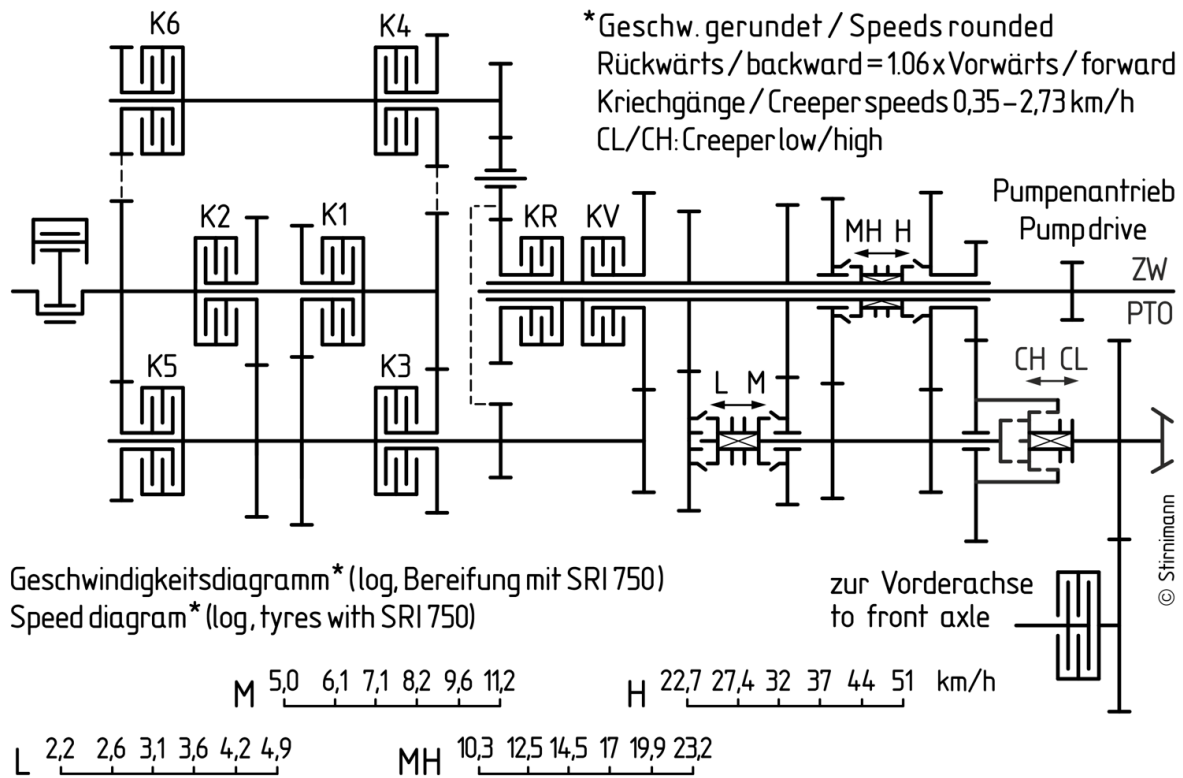 *Geschw. gerundet / Speeds rounded
Rückwärts / backward = 1.06 x Vorwärts / forward
Kriechgänge / Creeper speeds 0,35 – 2,73 km/h
CL/CH: Creeper low/high
K6
K4
K2
K1
KR
KV
MH H
Pumpenantrieb
Pump drive
ZW
PTO
K5
K3
L M
CH CL
© Stirnimann
zur Vorderachse
to front axle
Geschwindigkeitsdiagramm* (log, Bereifung mit SRI 750)
Speed diagram* (log, tyres with SRI 750)
M 5,0 6,1 7,1 8,2 9,6 11,2
H 22,7 27,4 32 37 44 51 km/h
L 2,2 2,6 3,1 3,6 4,2 4,9
MH 10,3 12,5 14,5 17 19,9 23,2